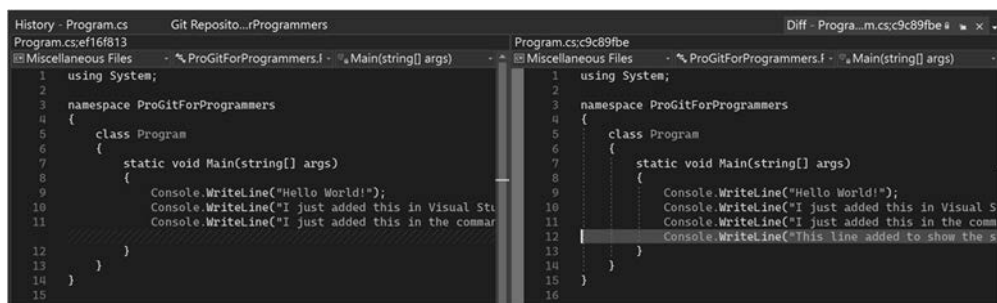 History - Program.cs Git Reposito...rProgrammers Diff - Progra...m.cs;c9c89fbe
Program.cs;ef16f813
Miscellaneous Files ProGitForProgrammers.I Main(string[] args)
1 using System;
2
3 namespace ProGitForProgrammers
4 {
5 class Program
6 {
7 static void Main(string[] args)
8 {
9 Console.WriteLine("Hello World!");
10 Console.WriteLine("I just added this in Visual Stu
11 Console.WriteLine("I just added this in the comman
12 }
13 }
14 }
15
Program.cs;c9c89fbe
Miscellaneous Files ProGitForProgrammers.F Main(string[] args)
1 using System;
2
3 namespace ProGitForProgrammers
4 {
5 class Program
6 {
7 static void Main(string[] args)
8 {
9 Console.WriteLine("Hello World!");
10 Console.WriteLine("I just added this in Visual S
11 Console.WriteLine("I just added this in the comm
12 Console.WriteLine("This line added to show the s
13 }
14 }
15 }
16